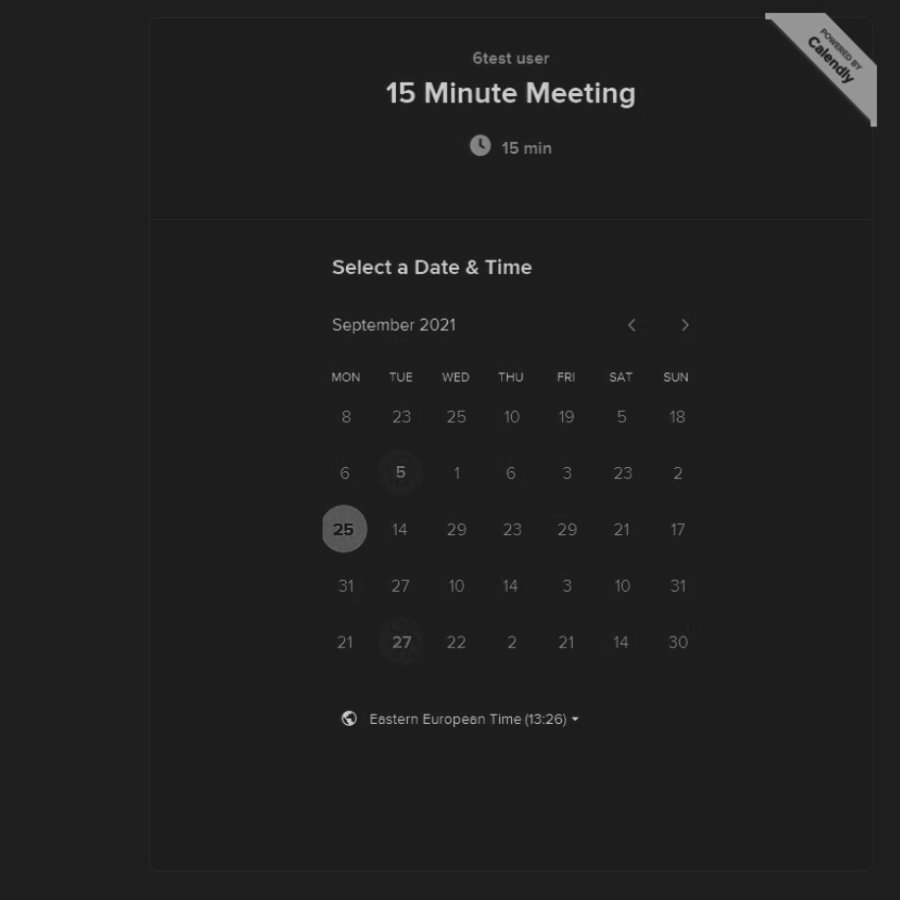 POWERED BY
Calendly
6test user
15 Minute Meeting
15 min
Select a Date & Time
September 2021
MON TUE WED THU FRI SAT SUN
8 23 25 10 19 5 18
6 5 1 6 3 23 2
25 14 29 23 29 21 17
31 27 10 14 3 10 31
21 27 22 2 21 14 30
Eastern European Time (13:26)